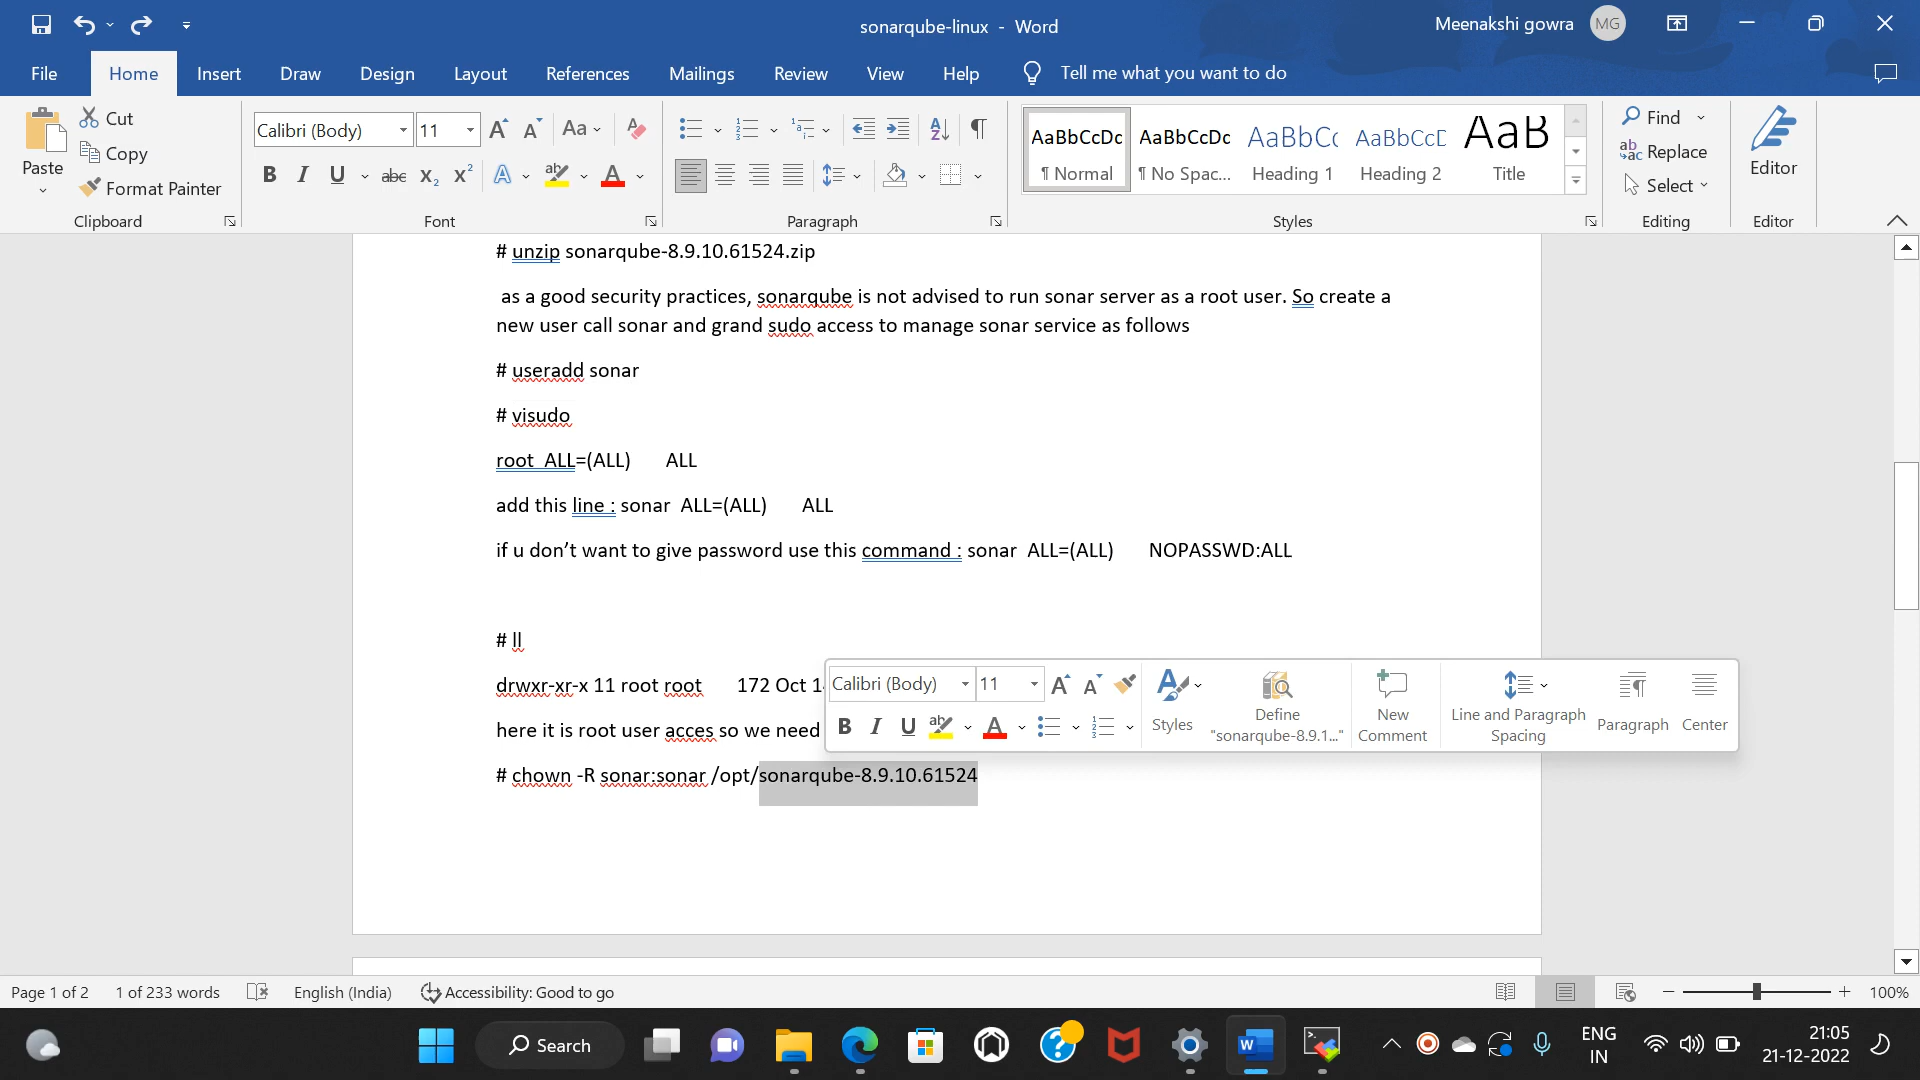 sonarqube-linux - Word
Meenakshi gowra MG
File Home Insert Draw Design Layout References Mailings Review View Help Tell me what you want to do
Paste
Cut
Copy
Format Painter
Clipboard
Calibri (Body) 11
Font
Paragraph
AaBbCcDc AaBbCcDc AaBbCc AaBbCcD AaB
¶ Normal ¶ No Spac... Heading 1 Heading 2 Title
Styles
Find
Replace
Select
Editing
Editor
Editor
# unzip sonarqube-8.9.10.61524.zip
as a good security practices, sonarqube is not advised to run sonar server as a root user. So create a
new user call sonar and grand sudo access to manage sonar service as follows
# useradd sonar
# visudo
root ALL=(ALL) ALL
add this line : sonar ALL=(ALL) ALL
if u don’t want to give password use this command : sonar ALL=(ALL) NOPASSWD:ALL
# ll
drwxr-xr-x 11 root root 172 Oct
here it is root user acces so we need
# chown -R sonar:sonar /opt/sonarqube-8.9.10.61524
Calibri (Body) 11
Styles
Define
"sonarqube-8.9.1..."
New
Comment
Line and Paragraph
Spacing
Paragraph
Center
Page 1 of 2 1 of 233 words English (India) Accessibility: Good to go 100%
Search
ENG
IN
21:05
21-12-2022